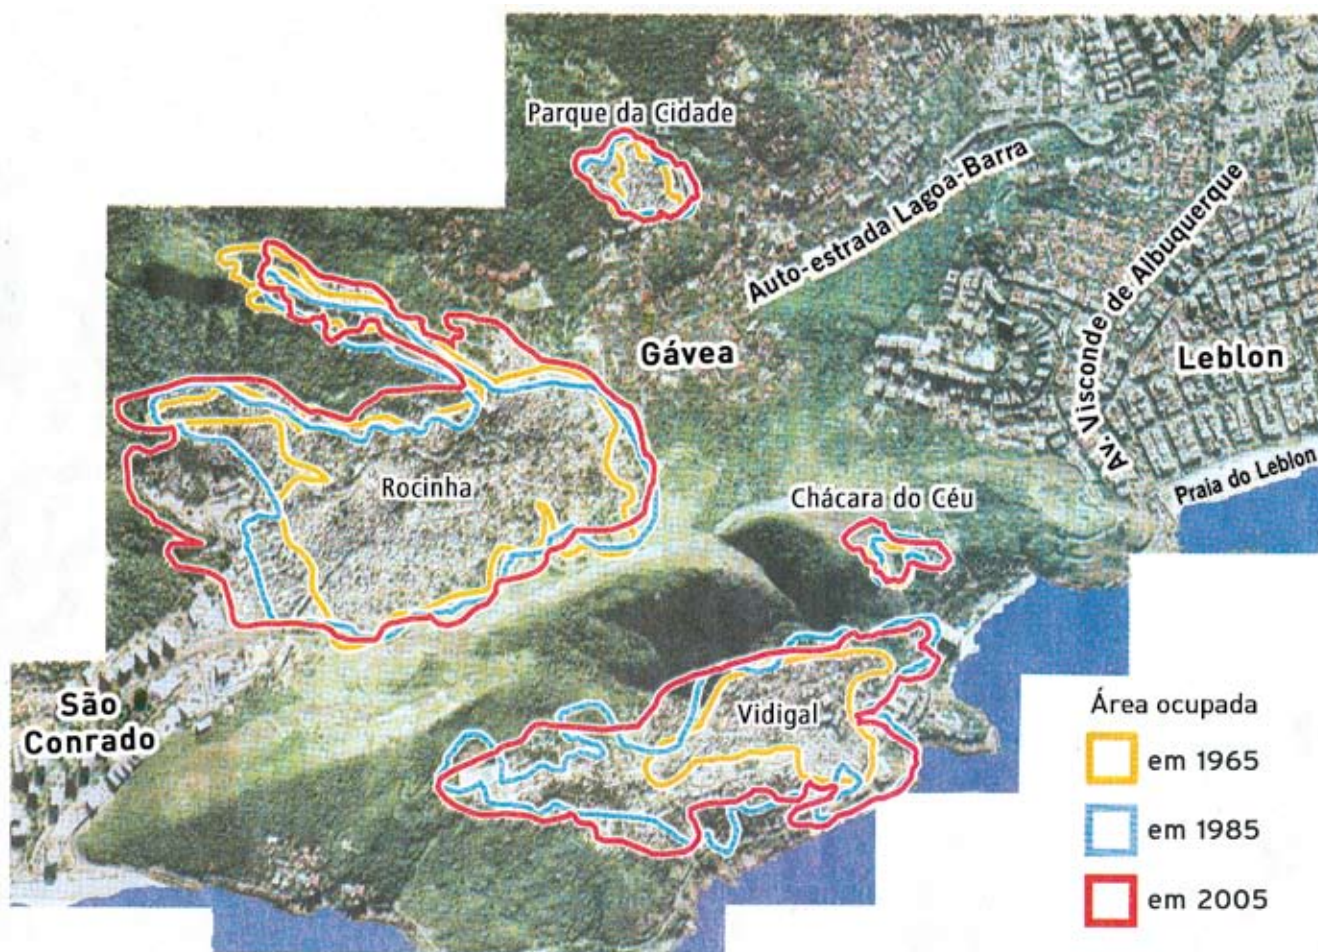 Parque da Cidade
Auto-estrada Lagoa-Barra
Av. Visconde de Albuquerque
Gávea
Leblon
Rocinha
Chácara do Céu
Praia do Leblon
São
Conrado
Vidigal
Área ocupada
em 1965
em 1985
em 2005